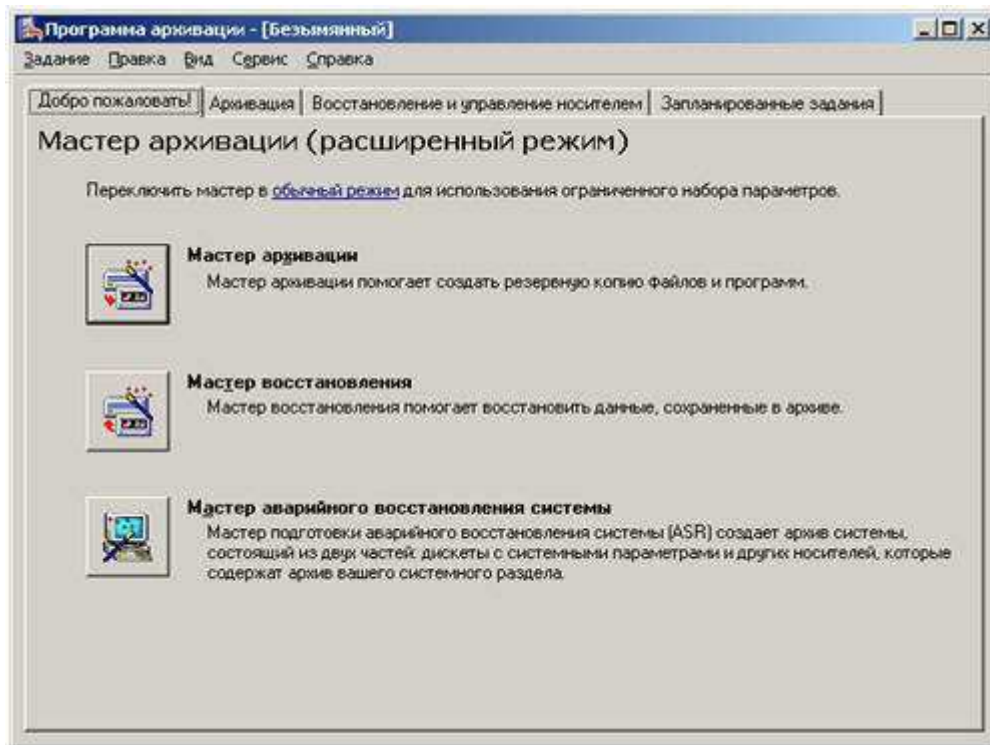 Программа архивации - [Безымянный]
Задание Правка Вид Сервис Справка
Добро пожаловать! Архивация Восстановление и управление носителем Запланированные задания
Мастер архивации (расширенный режим)
Переключить мастер в обычный режим для использования ограниченного набора параметров.
Мастер архивации
Мастер архивации помогает создать резервную копию файлов и программ.
Мастер восстановления
Мастер восстановления помогает восстановить данные, сохраненные в архиве.
Мастер аварийного восстановления системы
Мастер подготовки аварийного восстановления системы (ASR) создает архив системы,
состоящий из двух частей: дискеты с системными параметрами и других носителей, которые
содержат архив вашего системного раздела.